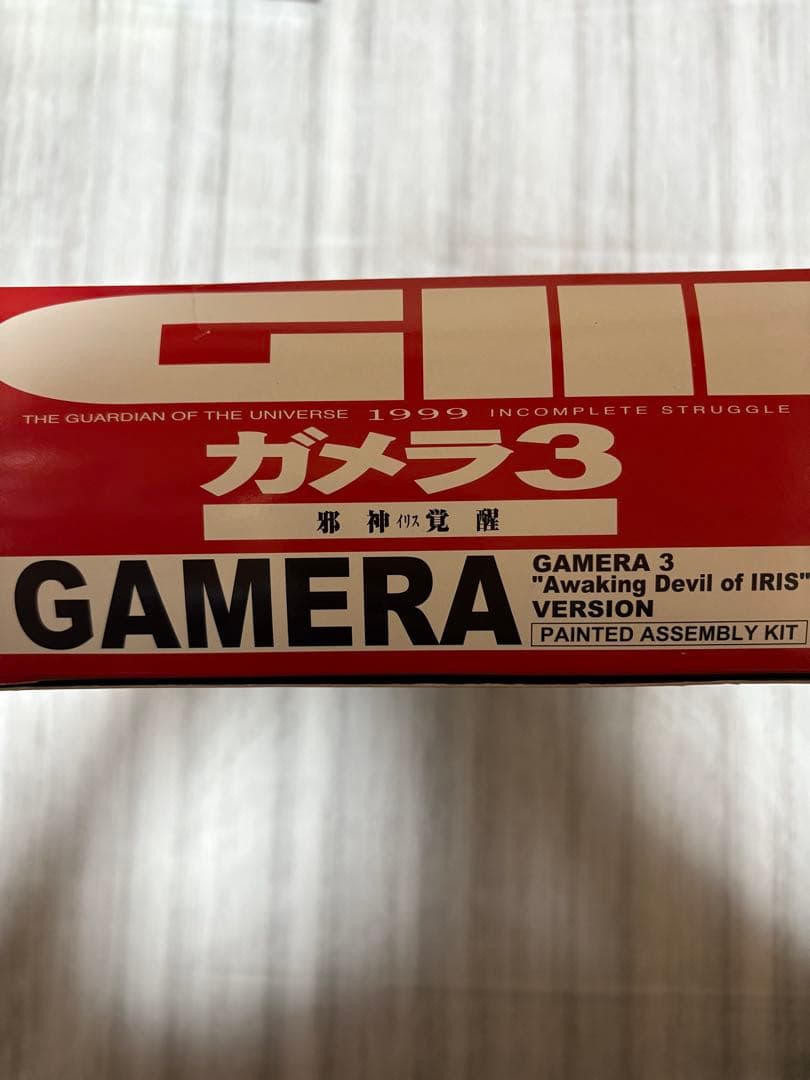 GIII
THE GUARDIAN OF THE UNIVERSE 1999 INCOMPLETE STRUGGLE
ガメラ3
邪神イリス覚醒
GAMERA
GAMERA 3
"Awaking Devil of IRIS"
VERSION
PAINTED ASSEMBLY KIT